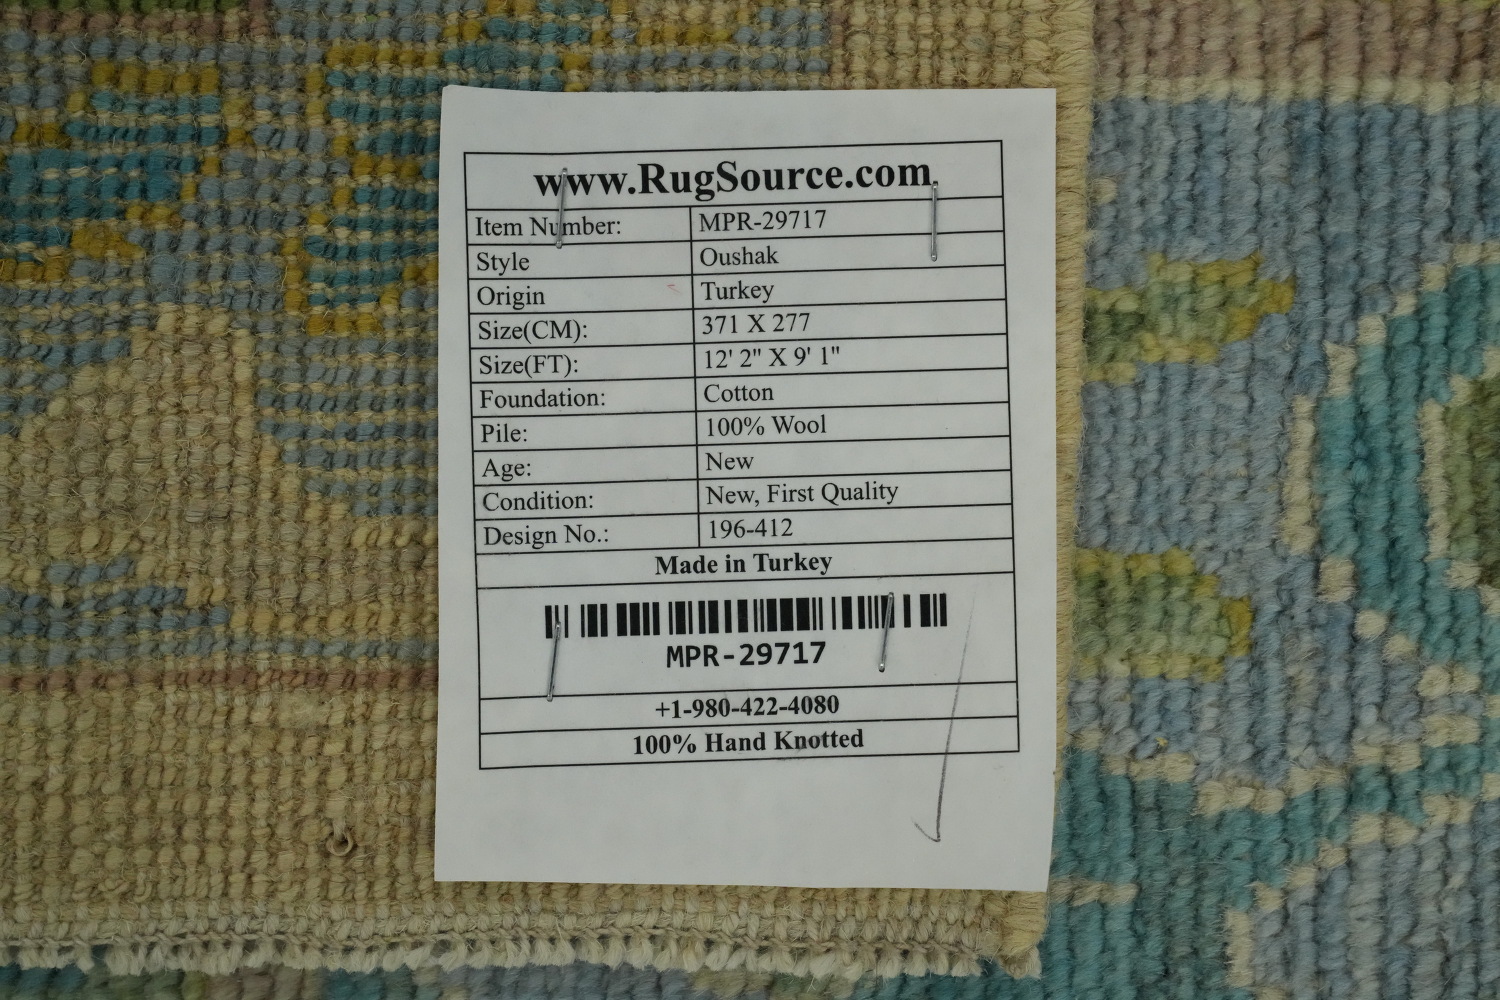 www.RugSource.com
Item Number: MPR-29717
Style Oushak
Origin Turkey
Size(CM): 371 X 277
Size(FT): 12' 2" X 9' 1"
Foundation: Cotton
Pile: 100% Wool
Age: New
Condition: New, First Quality
Design No.: 196-412
Made in Turkey
MPR-29717
+1-980-422-4080
100% Hand Knotted